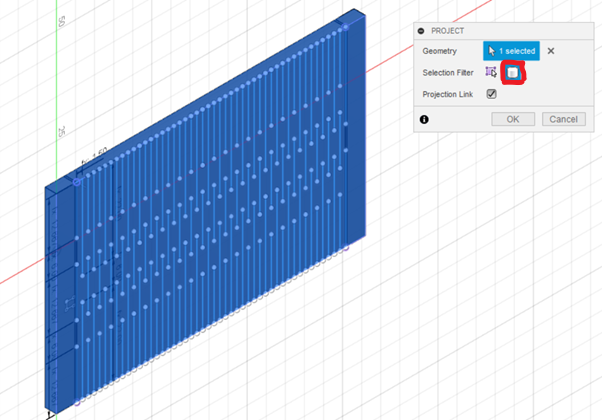 PROJECT
Geometry 1 selected
Selection Filter
Projection Link
OK Cancel